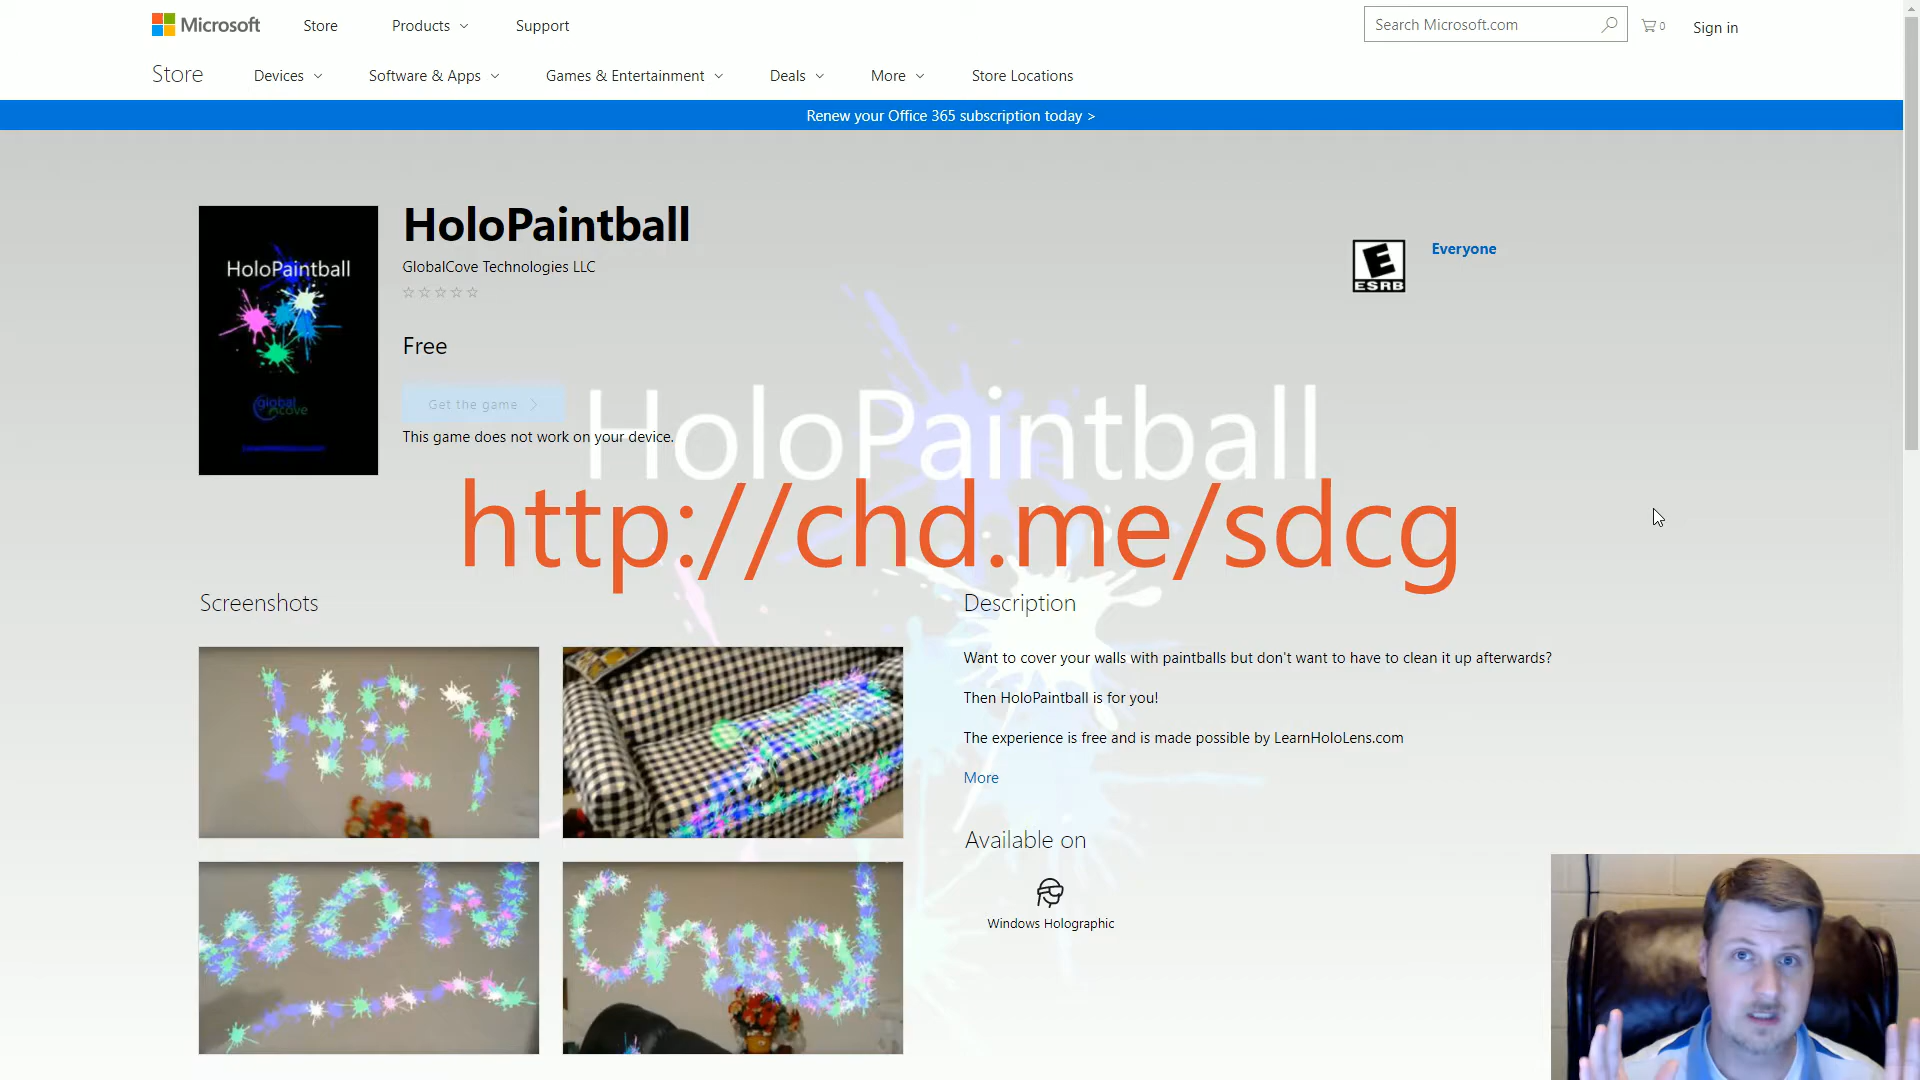 Microsoft Store Products Support Search Microsoft.com 0 Sign in
Store Devices Software & Apps Games & Entertainment Deals More Store Locations
Renew your Office 365 subscription today >
HoloPaintball
GlobalCove Technologies LLC
Everyone
E
ESRB
HoloPaintball
global
ncove
Free
Get the game
This game does not work on your device.
HoloPaintball
http://chd.me/sdcg
Screenshots
HEY
WOW
Chad
Description
Want to cover your walls with paintballs but don't want to have to clean it up afterwards?
Then HoloPaintball is for you!
The experience is free and is made possible by LearnHoloLens.com
More
Available on
Windows Holographic